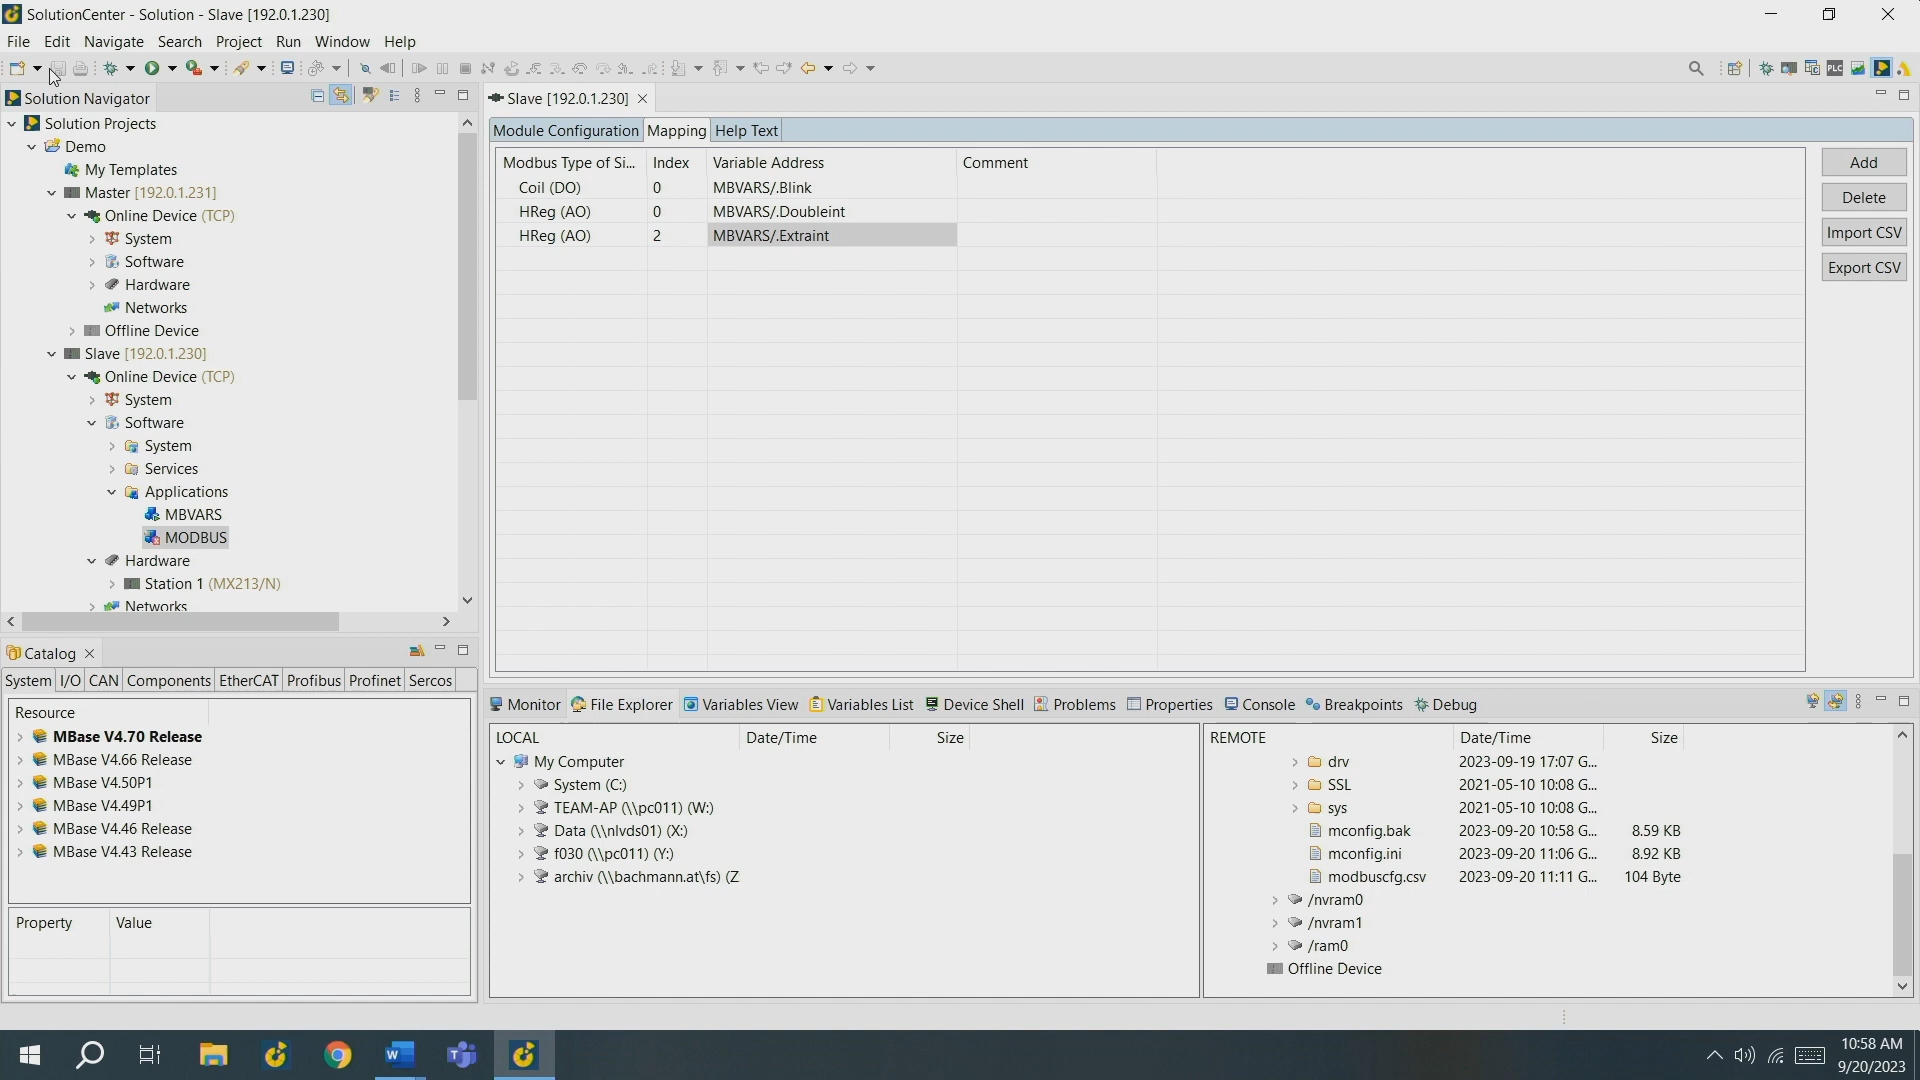 SolutionCenter - Solution - Slave [192.0.1.230]
File Edit Navigate Search Project Run Window Help
Solution Navigator
Solution Projects
Demo
My Templates
Master [192.0.1.231]
Online Device (TCP)
System
Software
Hardware
Networks
Offline Device
Slave [192.0.1.230]
Online Device (TCP)
System
Software
System
Services
Applications
MBVARS
MODBUS
Hardware
Station 1 (MX213/N)
Networks
Slave [192.0.1.230]
Module Configuration Mapping Help Text
Modbus Type of Si... Index Variable Address Comment
Coil (DO) 0 MBVARS/.Blink
HReg (AO) 0 MBVARS/.Doubleint
HReg (AO) 2 MBVARS/.Extraint
Add
Delete
Import CSV
Export CSV
PLC
Catalog
System I/O CAN Components EtherCAT Profibus Profinet Sercos
Resource
MBase V4.70 Release
MBase V4.66 Release
MBase V4.50P1
MBase V4.49P1
MBase V4.46 Release
MBase V4.43 Release
Property Value
Monitor File Explorer Variables View Variables List Device Shell Problems Properties Console Breakpoints Debug
LOCAL Date/Time Size
My Computer
System (C:)
TEAM-AP (\\pc011) (W:)
Data (\\nlvds01) (X:)
f030 (\\pc011) (Y:)
archiv (\\bachmann.at\fs) (Z
REMOTE Date/Time Size
drv 2023-09-19 17:07 G...
SSL 2021-05-10 10:08 G...
sys 2021-05-10 10:08 G...
mconfig.bak 2023-09-20 10:58 G... 8.59 KB
mconfig.ini 2023-09-20 11:06 G... 8.92 KB
modbuscfg.csv 2023-09-20 11:11 G... 104 Byte
/nvram0
/nvram1
/ram0
Offline Device
10:58 AM
9/20/2023